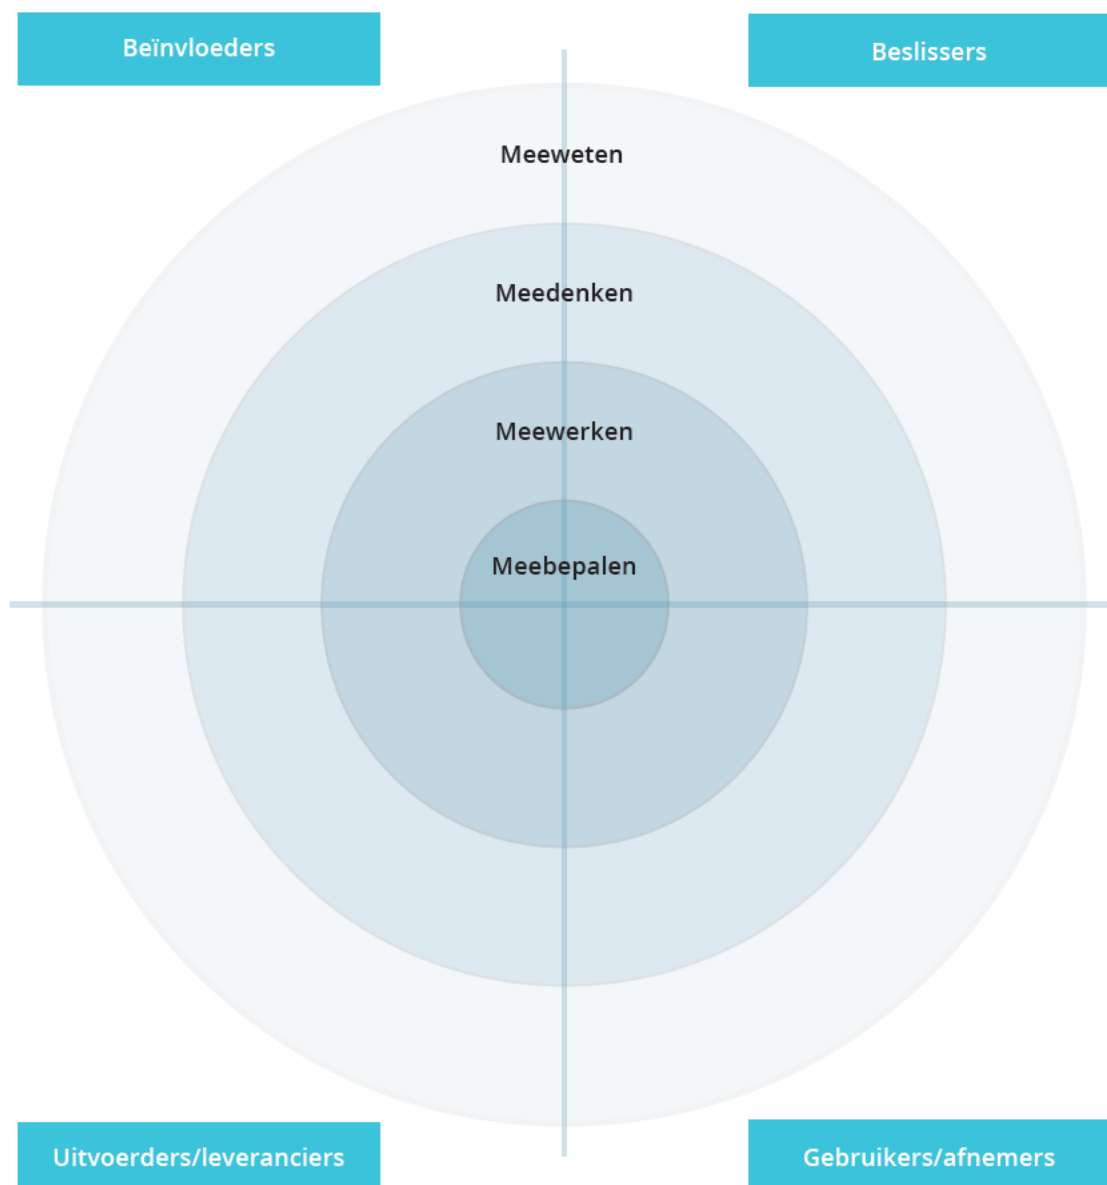 Beïnvloeders
Beslissers
Meeweten
Meedenken
Meewerken
Meebepalen
Uitvoerders/leveranciers
Gebruikers/afnemers